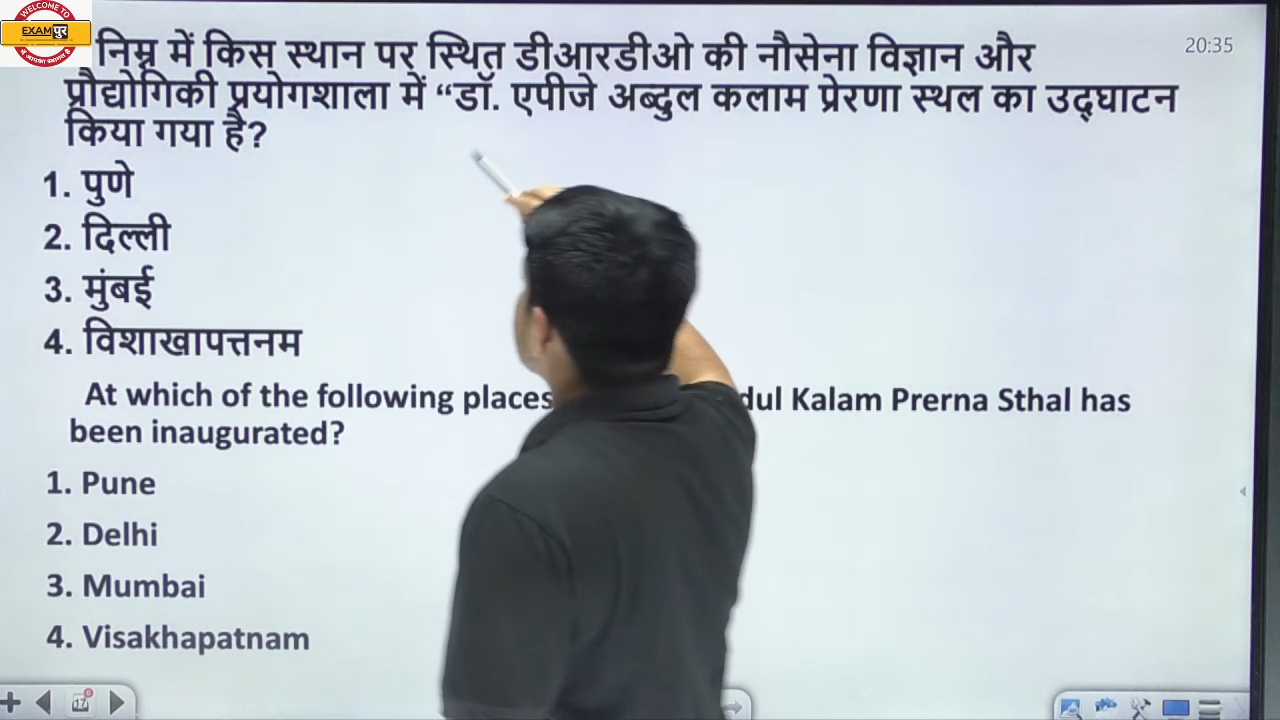 WELCOME TO
EXAM पुर
20:35
निम्न में किस स्थान पर स्थित डीआरडीओ की नौसेना विज्ञान और
प्रौद्योगिकी प्रयोगशाला में “डॉ. एपीजे अब्दुल कलाम प्रेरणा स्थल का उद्घाटन
किया गया है?
1. पुणे
2. दिल्ली
3. मुंबई
4. विशाखापत्तनम
At which of the following places dul Kalam Prerna Sthal has
been inaugurated?
1. Pune
2. Delhi
3. Mumbai
4. Visakhapatnam